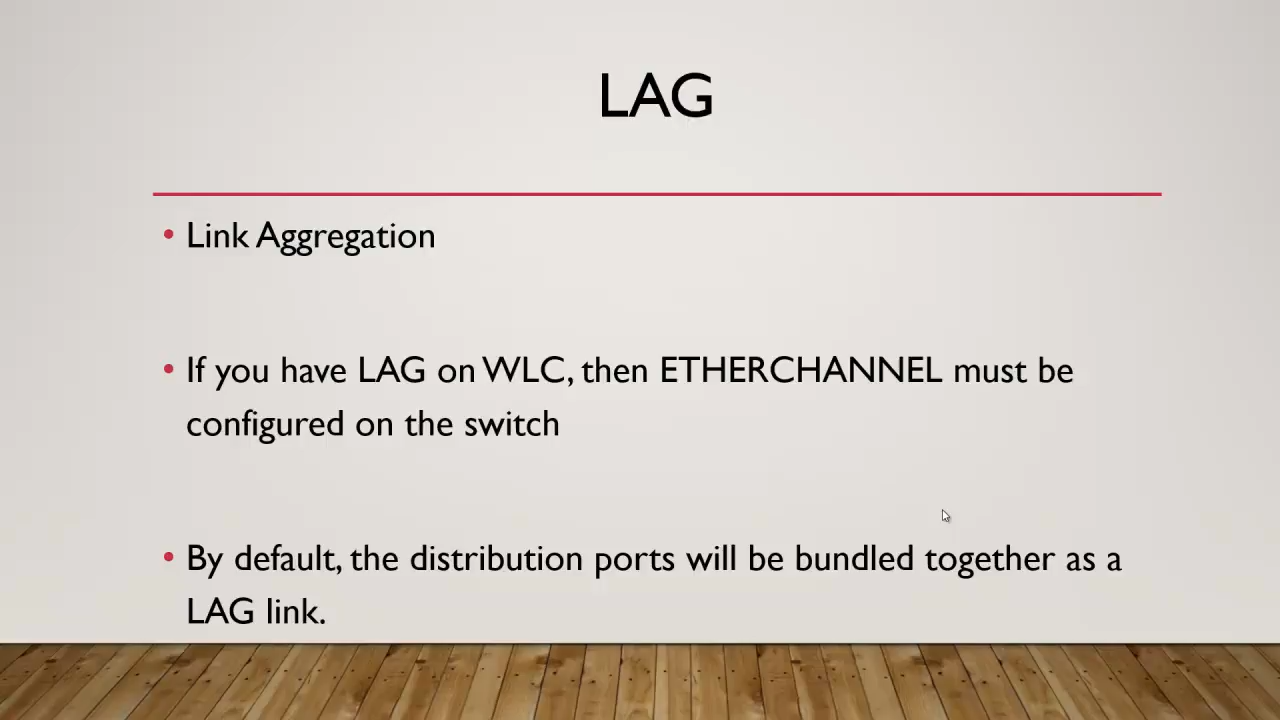 LAG
• Link Aggregation
• If you have LAG on WLC, then ETHERCHANNEL must be
configured on the switch
• By default, the distribution ports will be bundled together as a
LAG link.